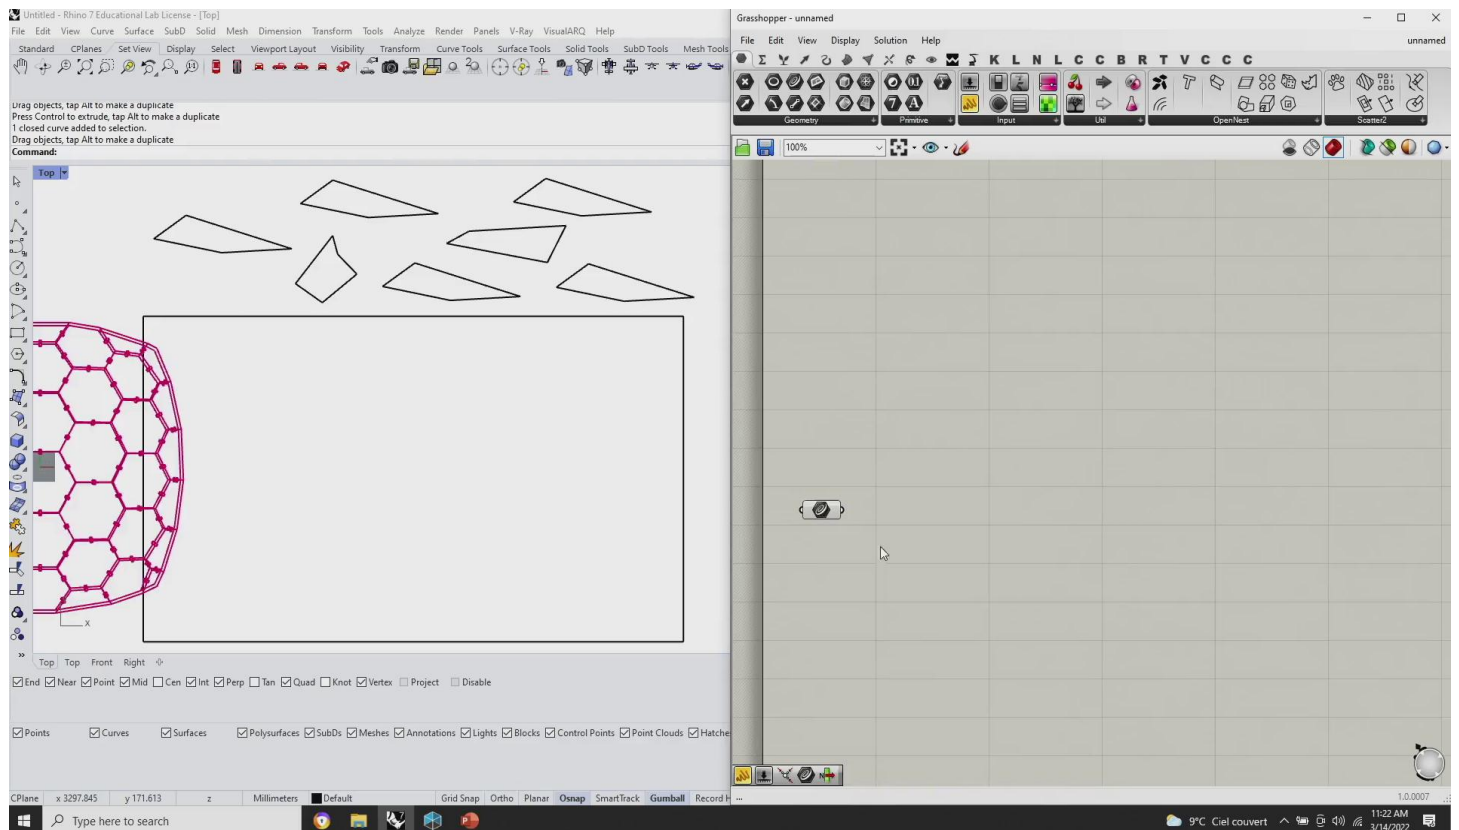 Untitled - Rhino 7 Educational Lab License - [Top]
File Edit View Curve Surface SubD Solid Mesh Dimension Transform Tools Analyze Render Panels V-Ray VisualARQ Help
Standard CPlanes Set View Display Select Viewport Layout Visibility Transform Curve Tools Surface Tools Solid Tools SubD Tools Mesh Tools
Drag objects, tap Alt to make a duplicate
Press Control to extrude, tap Alt to make a duplicate
1 closed curve added to selection.
Drag objects, tap Alt to make a duplicate
Command:
Top
x
Top Top Front Right
End Near Point Mid Cen Int Perp Tan Quad Knot Vertex Project Disable
Points Curves Surfaces Polysurfaces SubDs Meshes Annotations Lights Blocks Control Points Point Clouds Hatche
CPlane x 3297.845 y 171.613 z Millimeters Default Grid Snap Ortho Planar Osnap SmartTrack Gumball Record H
Grasshopper - unnamed
File Edit View Display Solution Help
unnamed
K L N L C C B R T V C C C
Geometry Primitive Input Util OpenNest Scatter2
100%
N
...
1.0.0007
Type here to search
9°C Ciel couvert
11:22 AM
3/14/2022